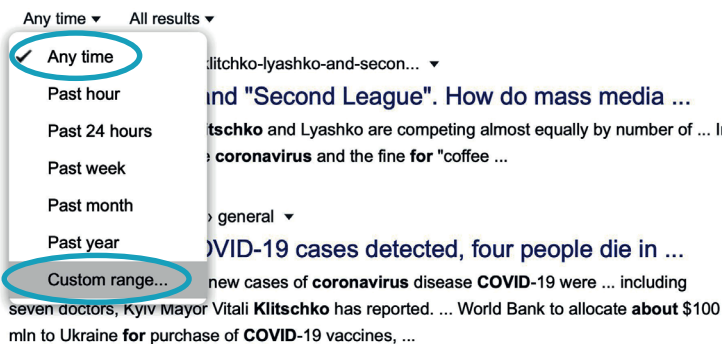 Any time ▾ All results ▾
✓ Any time
Past hour
Past 24 hours
Past week
Past month
Past year
Custom range...
klitchko-lyashko-and-secon... ▾
and "Second League". How do mass media ...
and Lyashko are competing almost equally by number of ...
coronavirus and the fine for "coffee ...
› general ▾
COVID-19 cases detected, four people die in ...
new cases of coronavirus disease COVID-19 were ... including
seven doctors, Kyiv Mayor Vitali Klitschko has reported. ... World Bank to allocate about $100
mln to Ukraine for purchase of COVID-19 vaccines, ...